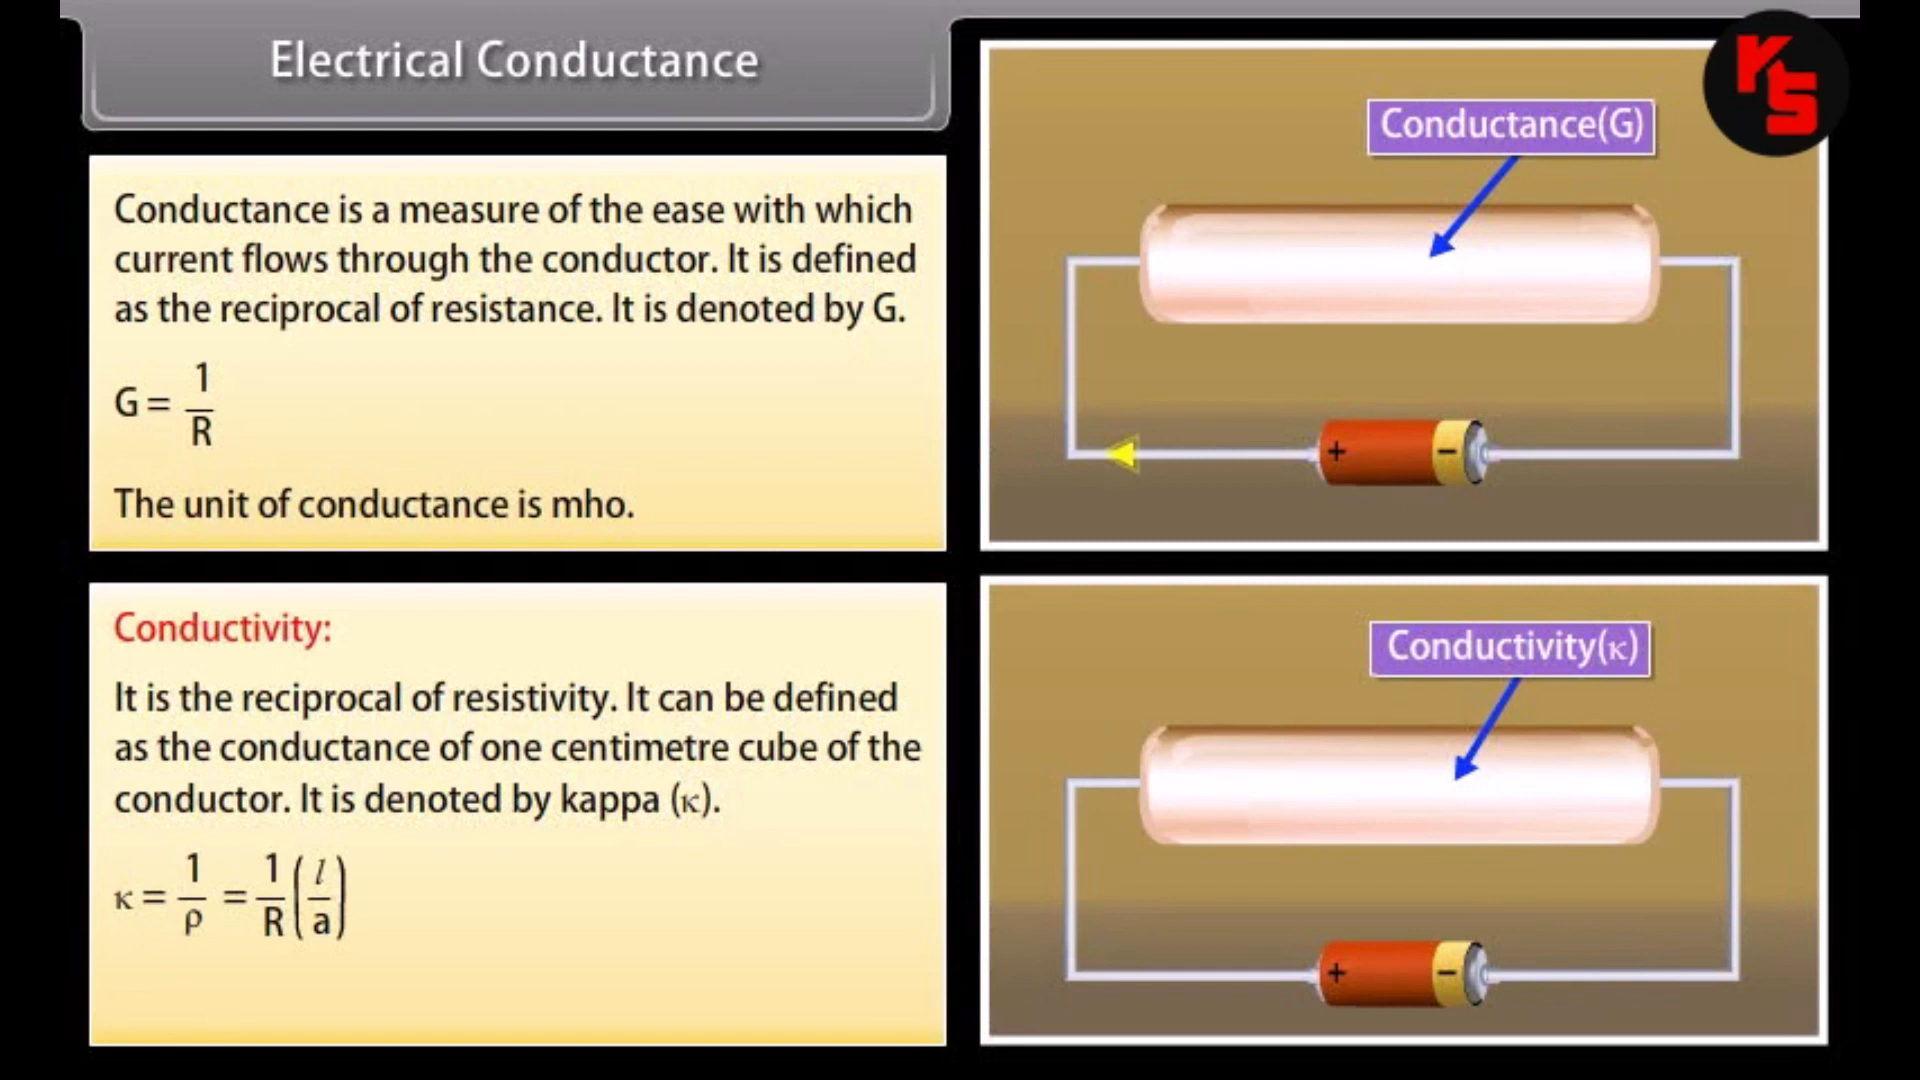 Electrical Conductance
Conductance is a measure of the ease with which
current flows through the conductor. It is defined
as the reciprocal of resistance. It is denoted by G.
G = 1/R
The unit of conductance is mho.
Conductance(G)
+ −
Conductivity:
It is the reciprocal of resistivity. It can be defined
as the conductance of one centimetre cube of the
conductor. It is denoted by kappa (κ).
κ = 1/ρ = 1/R (l/a)
Conductivity(κ)
+ −
KS